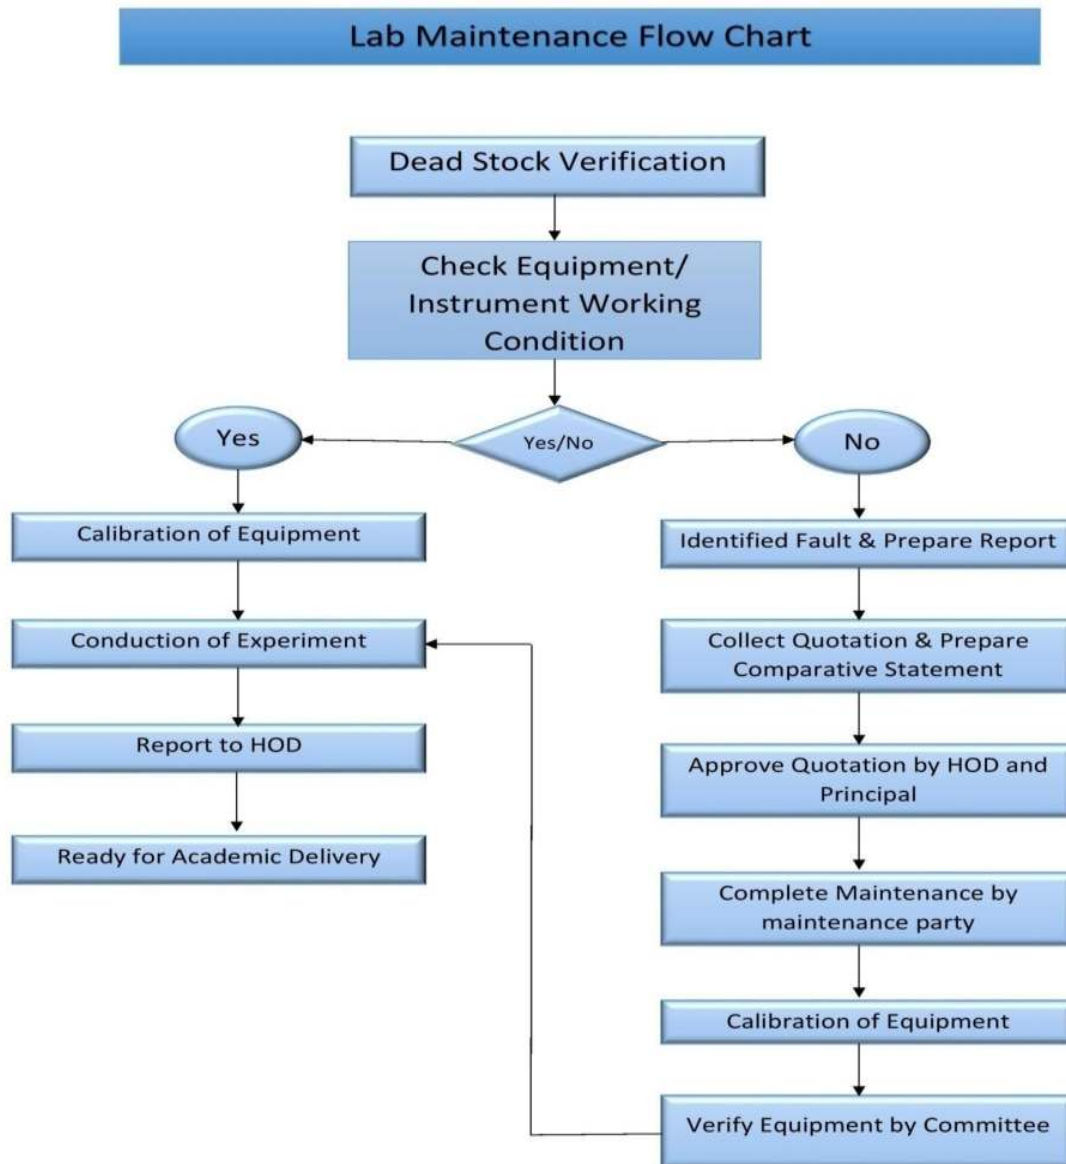 Lab Maintenance Flow Chart
Dead Stock Verification
Check Equipment/
Instrument Working
Condition
Yes
Yes/No
No
Calibration of Equipment
Conduction of Experiment
Report to HOD
Ready for Academic Delivery
Identified Fault & Prepare Report
Collect Quotation & Prepare
Comparative Statement
Approve Quotation by HOD and
Principal
Complete Maintenance by
maintenance party
Calibration of Equipment
Verify Equipment by Committee